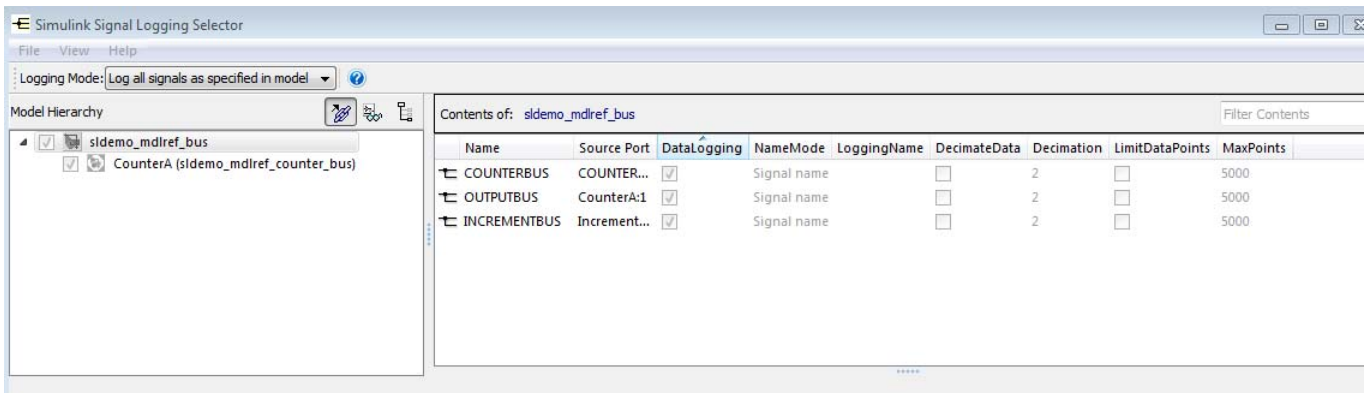 Simulink Signal Logging Selector
File View Help
Logging Mode: Log all signals as specified in model
Model Hierarchy
Contents of: sldemo_mdlref_bus
Filter Contents
sldemo_mdlref_bus
CounterA (sldemo_mdlref_counter_bus)
Name Source Port DataLogging NameMode LoggingName DecimateData Decimation LimitDataPoints MaxPoints
COUNTERBUS COUNTER... Signal name 2 5000
OUTPUTBUS CounterA:1 Signal name 2 5000
INCREMENTBUS Increment... Signal name 2 5000